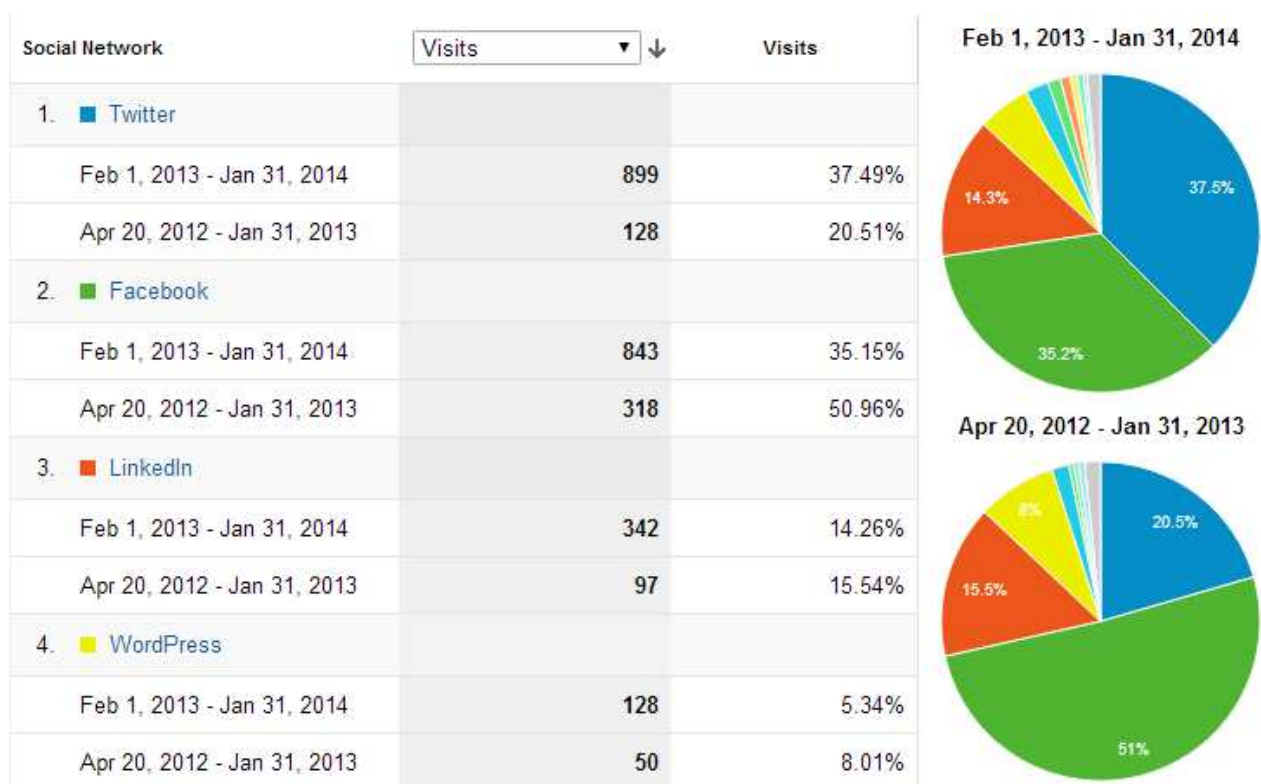 Social Network Visits Visits
1. Twitter
Feb 1, 2013 - Jan 31, 2014 899 37.49%
Apr 20, 2012 - Jan 31, 2013 128 20.51%
2. Facebook
Feb 1, 2013 - Jan 31, 2014 843 35.15%
Apr 20, 2012 - Jan 31, 2013 318 50.96%
3. LinkedIn
Feb 1, 2013 - Jan 31, 2014 342 14.26%
Apr 20, 2012 - Jan 31, 2013 97 15.54%
4. WordPress
Feb 1, 2013 - Jan 31, 2014 128 5.34%
Apr 20, 2012 - Jan 31, 2013 50 8.01%
Feb 1, 2013 - Jan 31, 2014
37.5%
14.3%
35.2%
Apr 20, 2012 - Jan 31, 2013
8%
20.5%
15.5%
51%